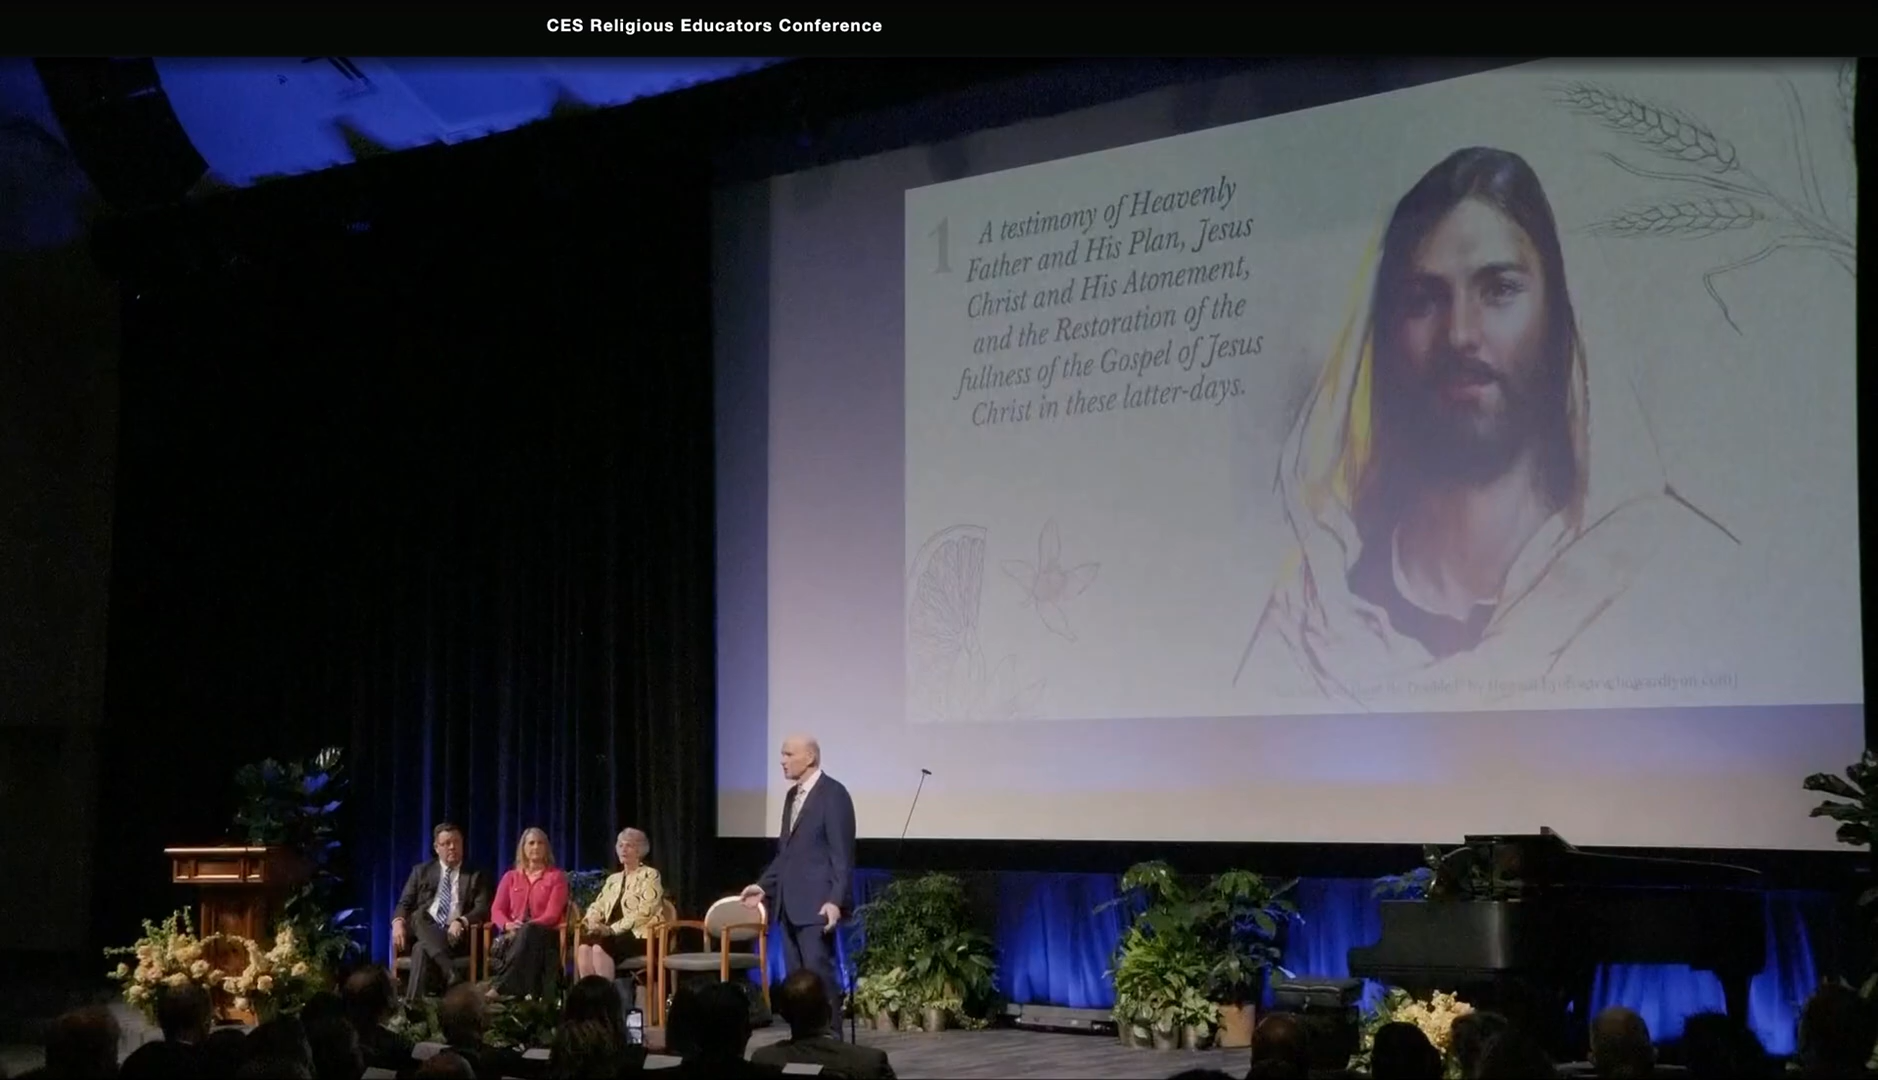 CES Religious Educators Conference
1
A testimony of Heavenly
Father and His Plan, Jesus
Christ and His Atonement,
and the Restoration of the
fullness of the Gospel of Jesus
Christ in these latter-days.
by